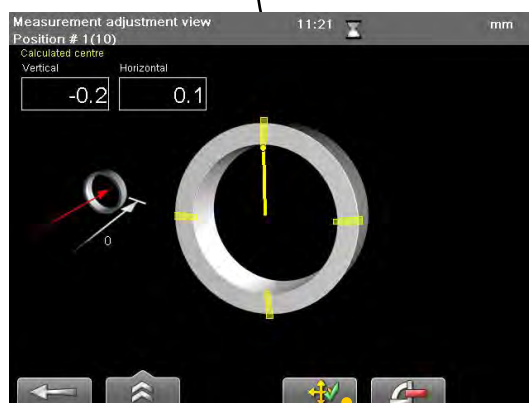 Measurement adjustment view 11:21 mm
Position # 1(10)
Calculated centre
Vertical Horizontal
-0.2 0.1
0